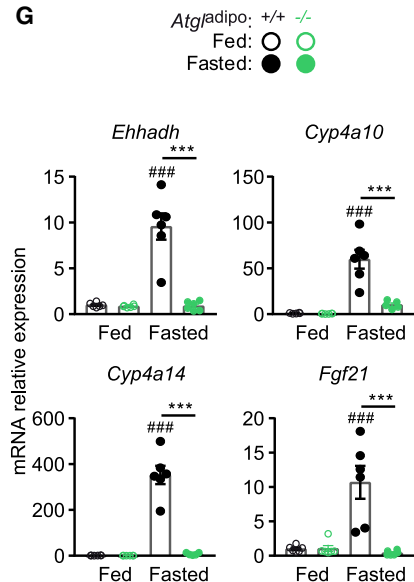 G
Atgl^adipo: +/+ -/-
Fed:
Fasted:
Ehhadh
***
###
15
10
5
0
Fed Fasted
Cyp4a10
***
###
150
100
50
0
Fed Fasted
mRNA relative expression
Cyp4a14
***
###
600
400
200
0
Fed Fasted
Fgf21
***
###
20
15
10
5
0
Fed Fasted